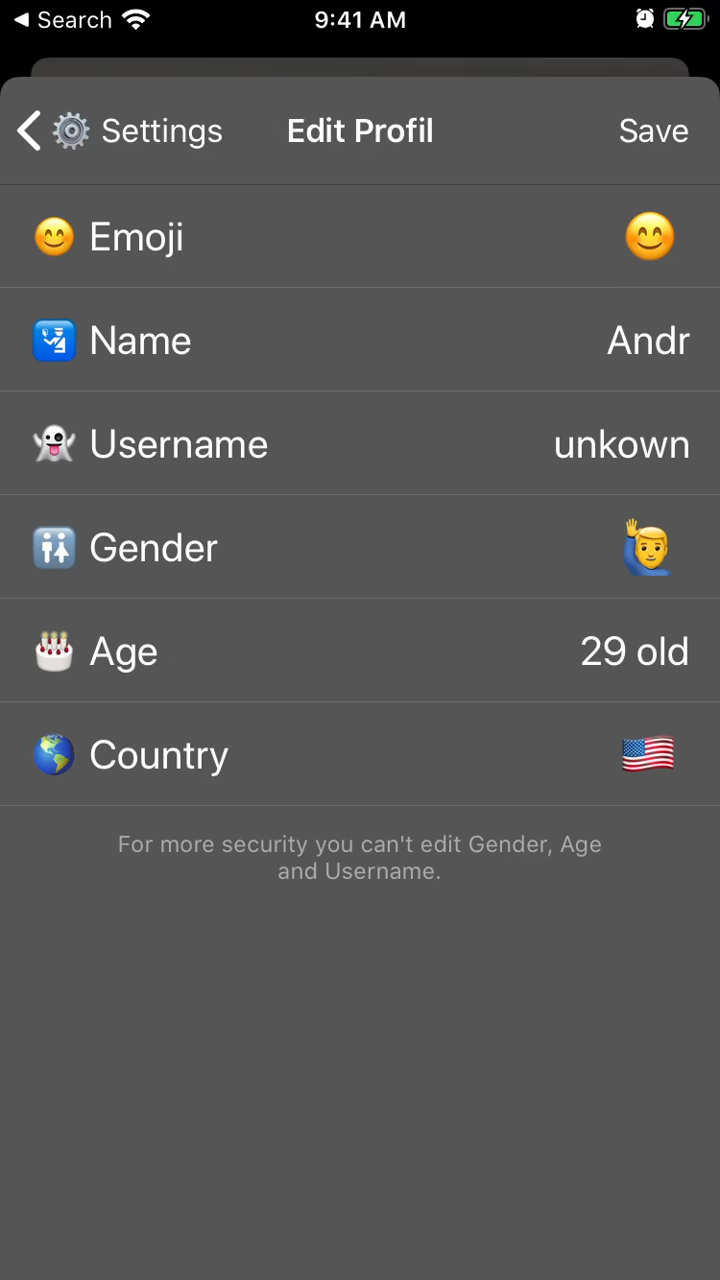 Search 9:41 AM
Settings Edit Profil Save
Emoji
Name Andr
Username unkown
Gender
Age 29 old
Country
For more security you can't edit Gender, Age
and Username.